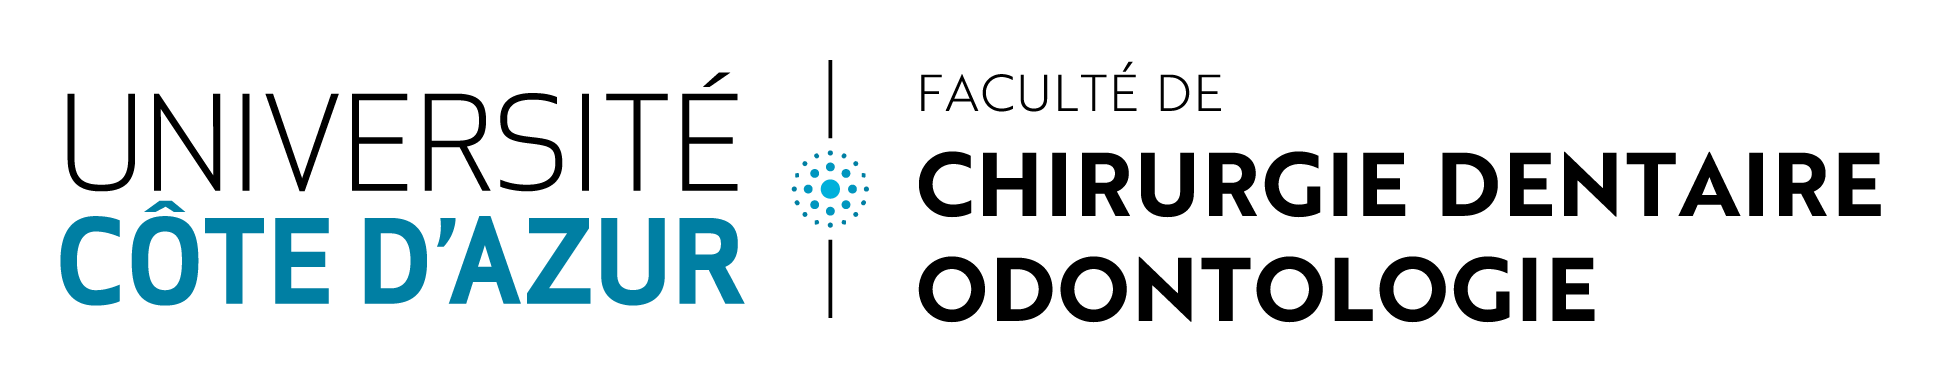 UNIVERSITÉ
CÔTE D'AZUR
FACULTÉ DE
CHIRURGIE DENTAIRE
ODONTOLOGIE